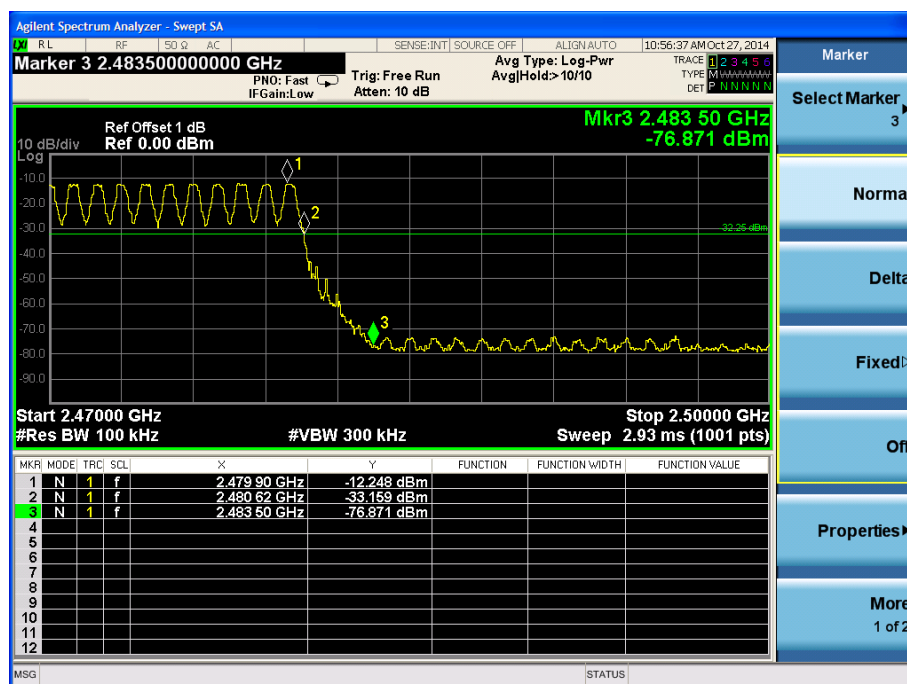 Agilent Spectrum Analyzer - Swept SA
LXI RL RF 50 Ω AC SENSE:INT SOURCE OFF ALIGN AUTO 10:56:37 AM Oct 27, 2014
Marker 3 2.483500000000 GHz
PNO: Fast
IFGain:Low
Trig: Free Run
Atten: 10 dB
Avg Type: Log-Pwr
Avg|Hold:>10/10
TRACE 1 2 3 4 5 6
TYPE M
DET P N N N N N
Ref Offset 1 dB
10 dB/div Ref 0.00 dBm
Log
Mkr3 2.483 50 GHz
-76.871 dBm
-10.0
-20.0
-30.0
-40.0
-50.0
-60.0
-70.0
-80.0
-90.0
1
2
3
-32.25 dBm
Start 2.47000 GHz Stop 2.50000 GHz
#Res BW 100 kHz #VBW 300 kHz Sweep 2.93 ms (1001 pts)
MKR MODE TRC SCL X Y FUNCTION FUNCTION WIDTH FUNCTION VALUE
1 N 1 f 2.479 90 GHz -12.248 dBm
2 N 1 f 2.480 62 GHz -33.159 dBm
3 N 1 f 2.483 50 GHz -76.871 dBm
4
5
6
7
8
9
10
11
12
MSG STATUS
Marker
Select Marker
3
Norma
Delta
Fixed
Off
Properties
More
1 of 2